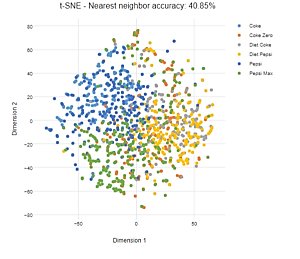 t-SNE - Nearest neighbor accuracy: 40.85%
Coke
Coke Zero
Diet Coke
Diet Pepsi
Pepsi
Pepsi Max
Dimension 2
80
60
40
20
0
−20
−40
−60
−80
−50
0
50
Dimension 1